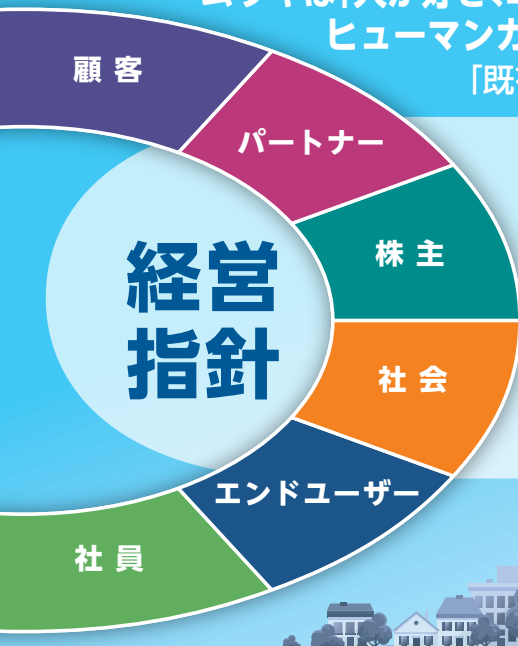 ヒューマンカ
「既
顧客
パートナー
株主
経営
指針
社会
エンドユーザー
社員